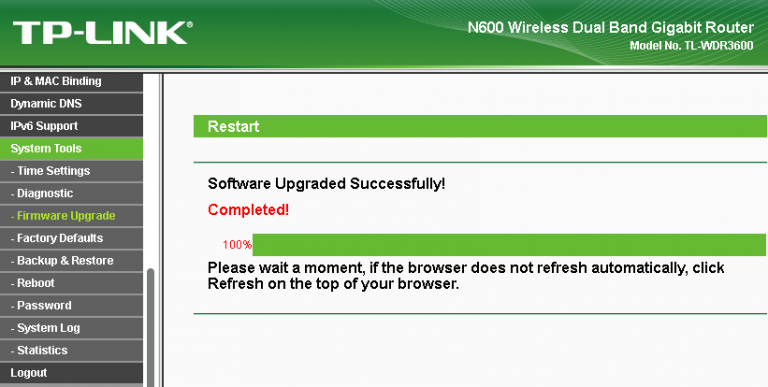 TP-LINK®
N600 Wireless Dual Band Gigabit Router
Model No. TL-WDR3600
IP & MAC Binding
Dynamic DNS
IPv6 Support
System Tools
- Time Settings
- Diagnostic
- Firmware Upgrade
- Factory Defaults
- Backup & Restore
- Reboot
- Password
- System Log
- Statistics
Logout
Restart
Software Upgraded Successfully!
Completed!
100%
Please wait a moment, if the browser does not refresh automatically, click
Refresh on the top of your browser.